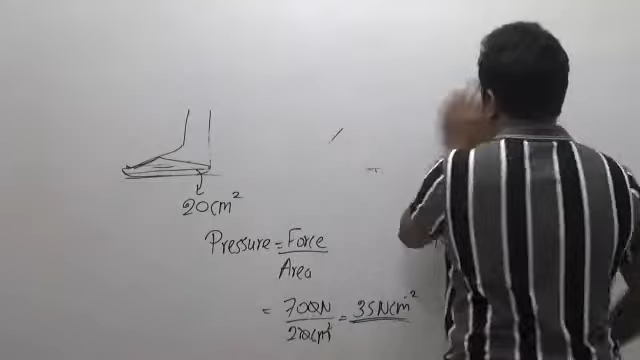 20cm²
Pressure = Force
Area
= 700N = 35Ncm⁻²
20cm²